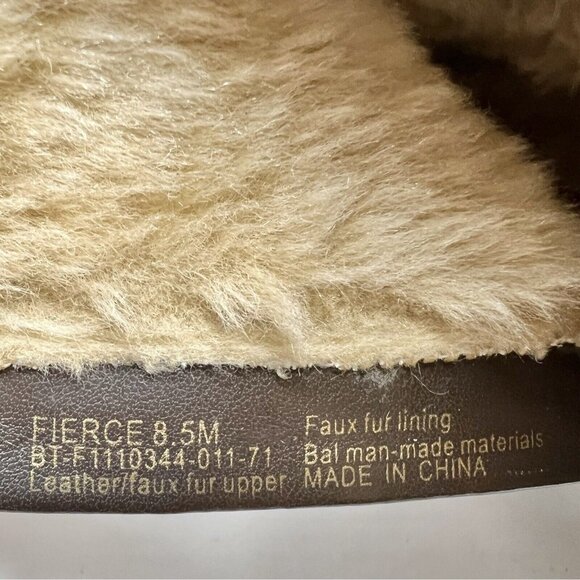 FIERCE 8.5M
BT-F1110344-011-71
Leather/faux fur upper
Faux fur lining
Bal man-made materials
MADE IN CHINA